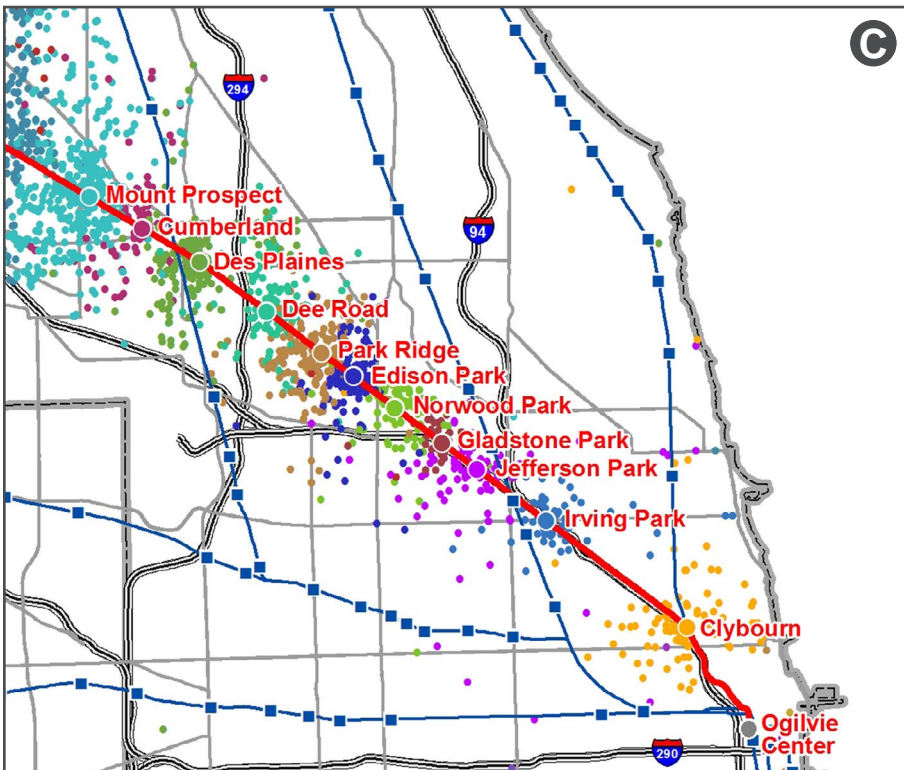 C
294
Mount Prospect
Cumberland
94
Des Plaines
Dee Road
Park Ridge
Edison Park
Norwood Park
Gladstone Park
Jefferson Park
Irving Park
Clybourn
Ogilvie
Center
290